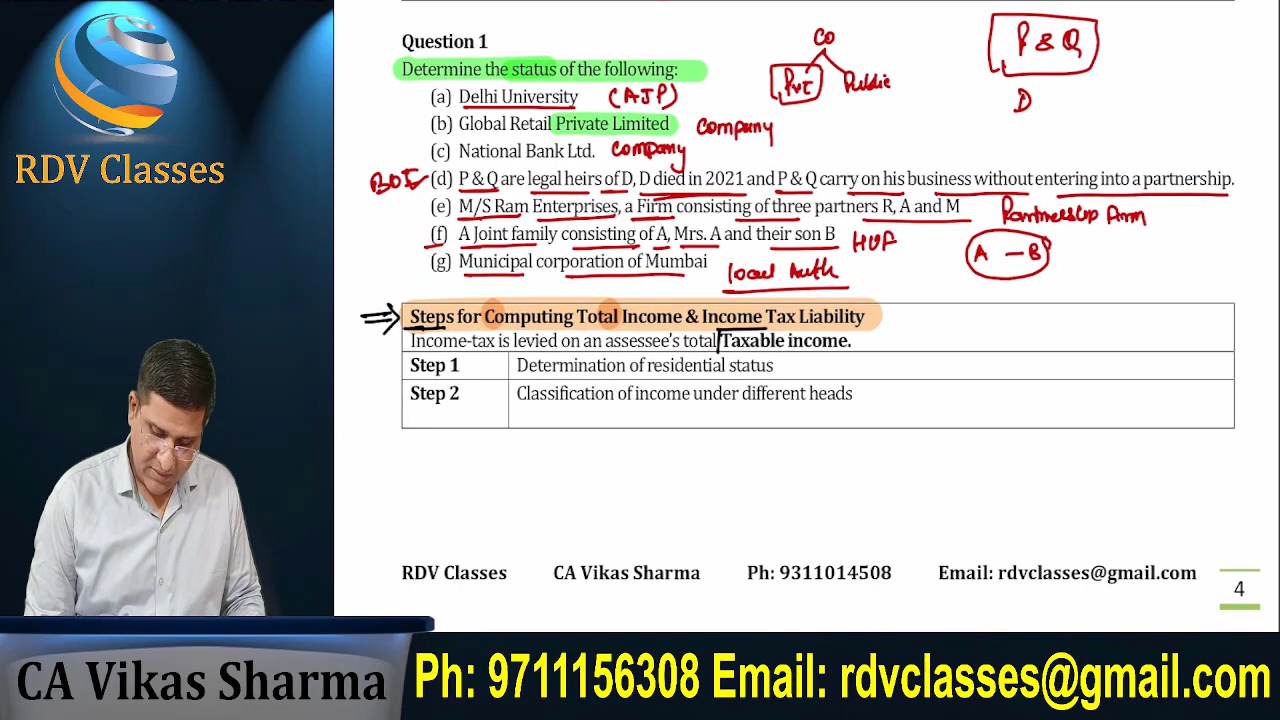 RDV Classes
Question 1
Determine the status of the following:
(a) Delhi University (AJP)
(b) Global Retail Private Limited Company
(c) National Bank Ltd. Company
BOI (d) P & Q are legal heirs of D, D died in 2021 and P & Q carry on his business without entering into a partnership.
(e) M/S Ram Enterprises, a Firm consisting of three partners R, A and M Partnership firm
(f) A Joint family consisting of A, Mrs. A and their son B HUF
(g) Municipal corporation of Mumbai local Auth
Co
Pvt Public
P & Q
D
A - B
Steps for Computing Total Income & Income Tax Liability
Income-tax is levied on an assessee's total Taxable income.
Step 1 Determination of residential status
Step 2 Classification of income under different heads
RDV Classes CA Vikas Sharma Ph: 9311014508 Email: rdvclasses@gmail.com
4
CA Vikas Sharma
Ph: 9711156308 Email: rdvclasses@gmail.com